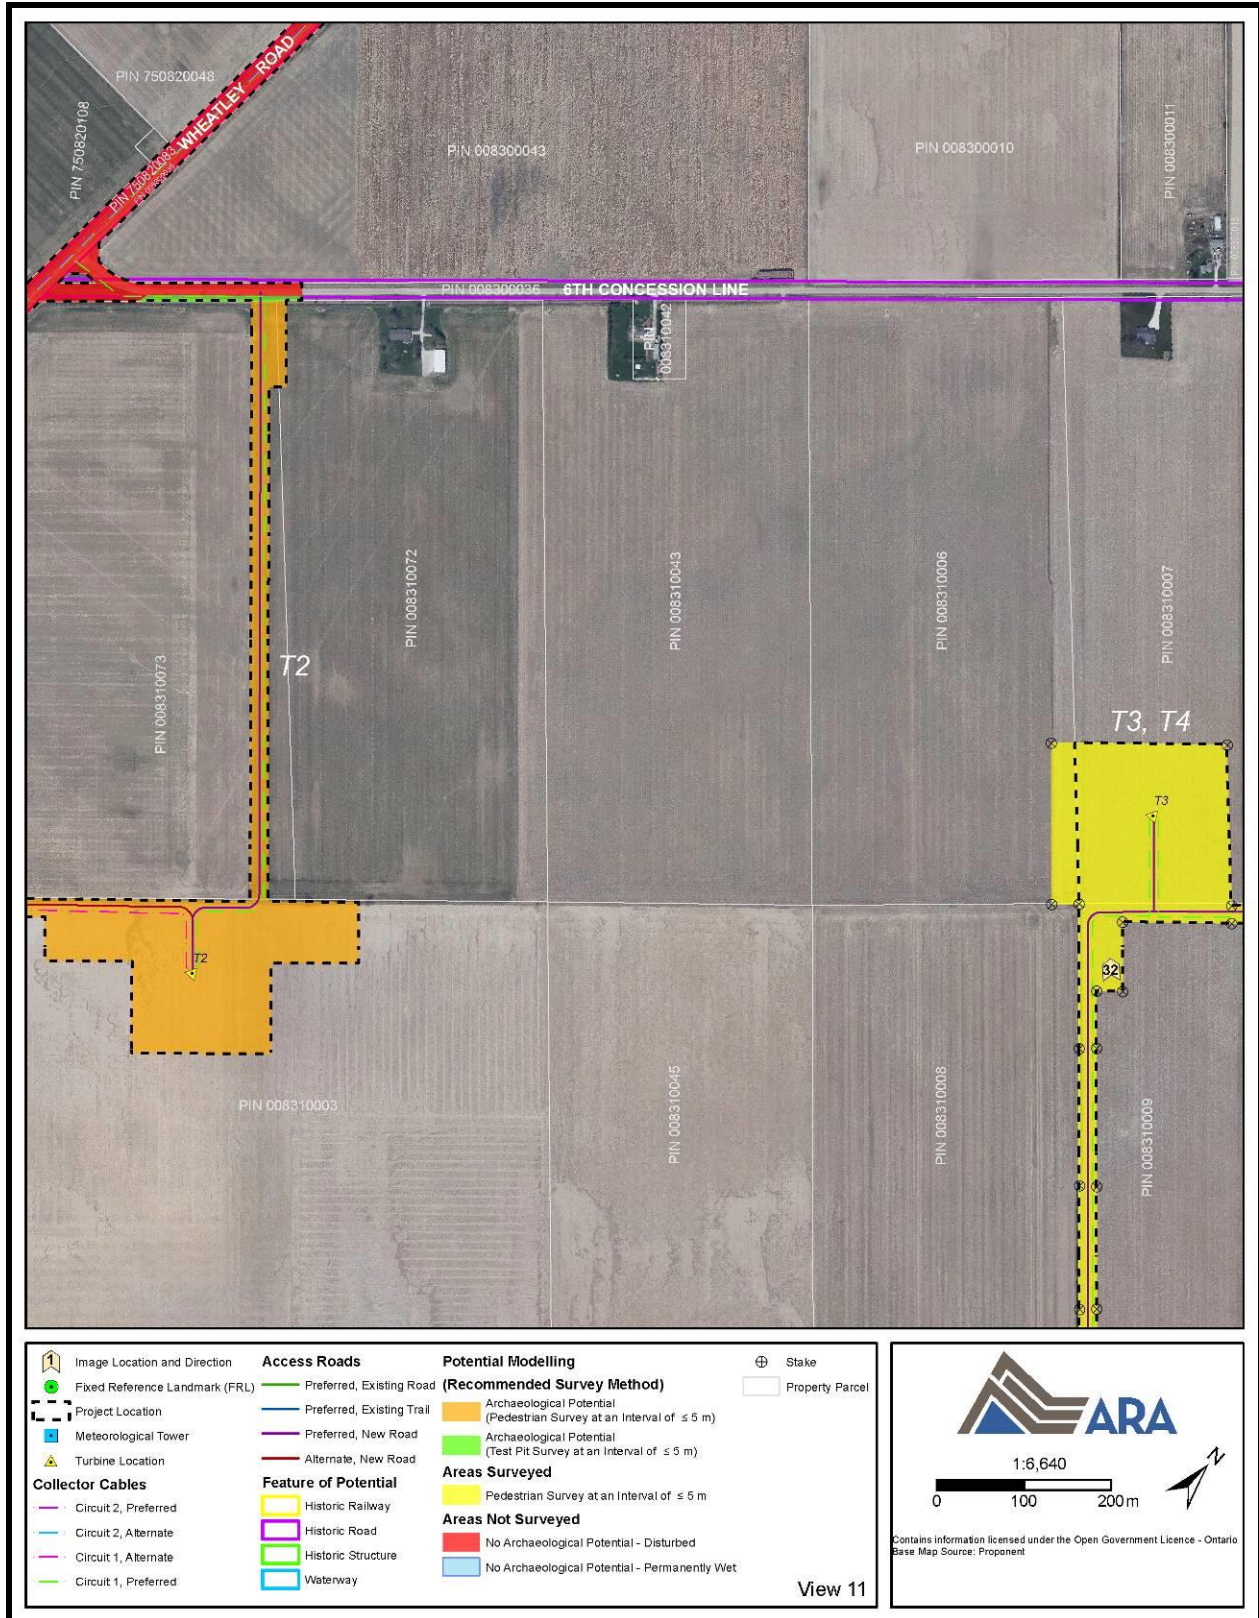 PIN 750820048
WHEATLEY ROAD
PIN 750820108
PIN 750820083
PIN 008300043
PIN 008300010
PIN 008300011
PIN 008300036
6TH CONCESSION LINE
PIN
008310042
PIN 008310073
PIN 008310072
PIN 008310043
PIN 008310006
PIN 008310007
T2
T3, T4
T3
T2
32
PIN 008310003
PIN 008310045
PIN 008310008
PIN 008310009
1 Image Location and Direction
Fixed Reference Landmark (FRL)
Project Location
Meteorological Tower
Turbine Location
Collector Cables
Circuit 2, Preferred
Circuit 2, Alternate
Circuit 1, Alternate
Circuit 1, Preferred
Access Roads
Preferred, Existing Road
Preferred, Existing Trail
Preferred, New Road
Alternate, New Road
Feature of Potential
Historic Railway
Historic Road
Historic Structure
Waterway
Potential Modelling
(Recommended Survey Method)
Archaeological Potential
(Pedestrian Survey at an Interval of ≤ 5 m)
Archaeological Potential
(Test Pit Survey at an Interval of ≤ 5 m)
Areas Surveyed
Pedestrian Survey at an Interval of ≤ 5 m
Areas Not Surveyed
No Archaeological Potential - Disturbed
No Archaeological Potential - Permanently Wet
Stake
Property Parcel
View 11
ARA
1:6,640
0 100 200 m
N
Contains information licensed under the Open Government Licence - Ontario
Base Map Source: Proponent